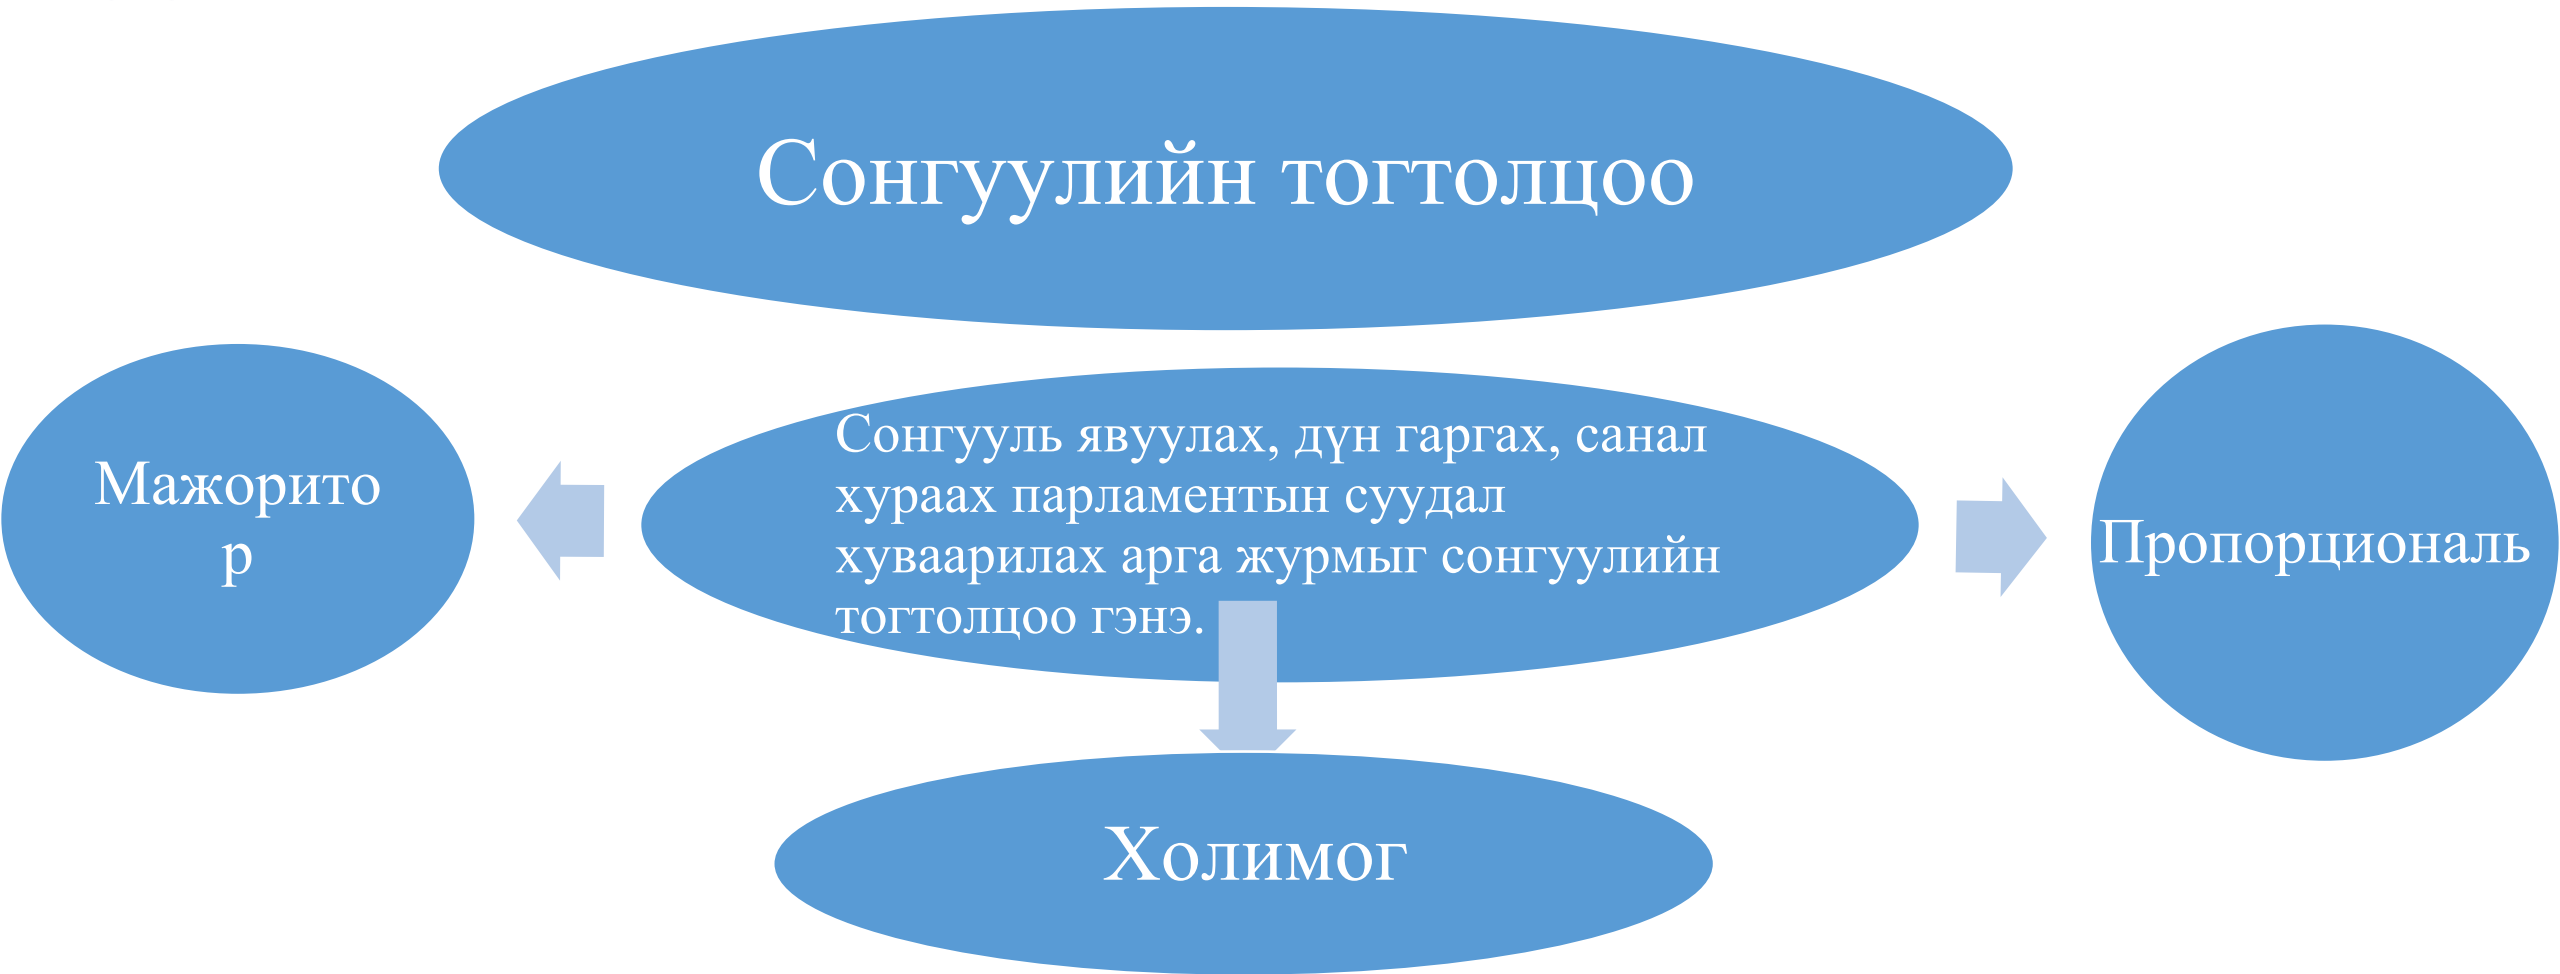 Сонгуулийн тогтолцоо
Сонгууль явуулах, дүн гаргах, санал
хураах парламентын суудал
хуваарилах арга журмыг сонгуулийн
тогтолцоо гэнэ.
Мажорито
р
Пропорциональ
Холимог